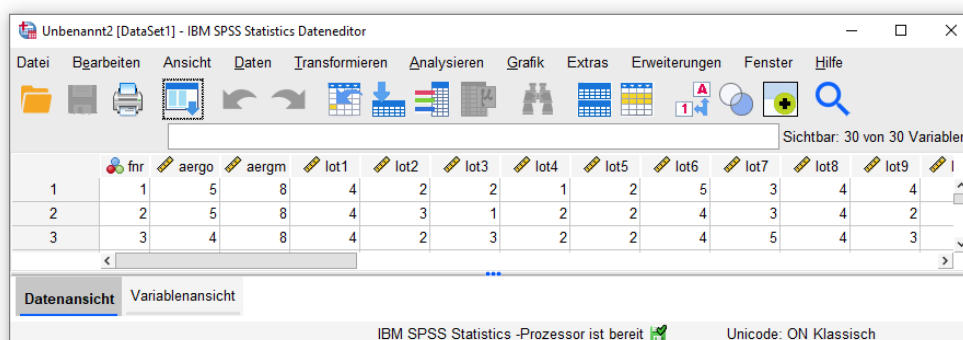 Unbenannt2 [DataSet1] - IBM SPSS Statistics Dateneditor
Datei Bearbeiten Ansicht Daten Transformieren Analysieren Grafik Extras Erweiterungen Fenster Hilfe
A
1
Sichtbar: 30 von 30 Variablen
fnr aergo aergm lot1 lot2 lot3 lot4 lot5 lot6 lot7 lot8 lot9 l
1 1 5 8 4 2 2 1 2 5 3 4 4
2 2 5 8 4 3 1 2 2 4 3 4 2
3 3 4 8 4 2 3 2 2 4 5 4 3
Datenansicht Variablenansicht
IBM SPSS Statistics -Prozessor ist bereit Unicode: ON Klassisch